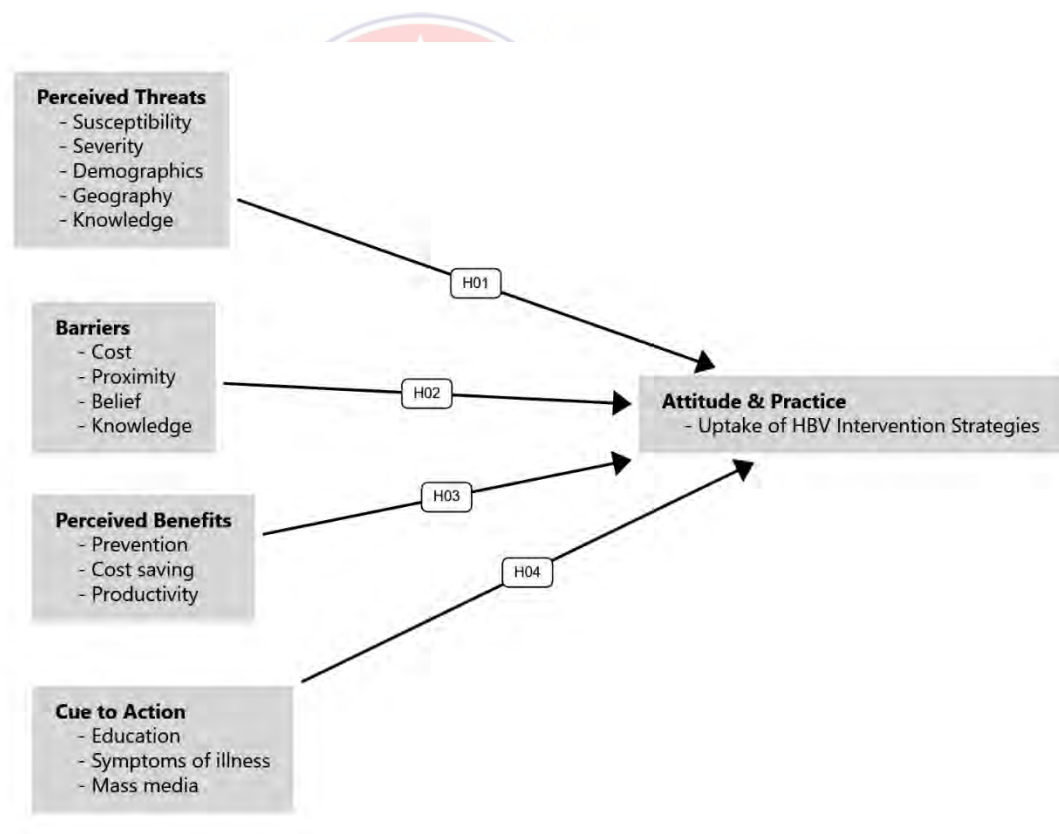 Perceived Threats
- Susceptibility
- Severity
- Demographics
- Geography
- Knowledge
H01
Barriers
- Cost
- Proximity
- Belief
- Knowledge
H02
Attitude & Practice
- Uptake of HBV Intervention Strategies
Perceived Benefits
- Prevention
- Cost saving
- Productivity
H03
H04
Cue to Action
- Education
- Symptoms of illness
- Mass media